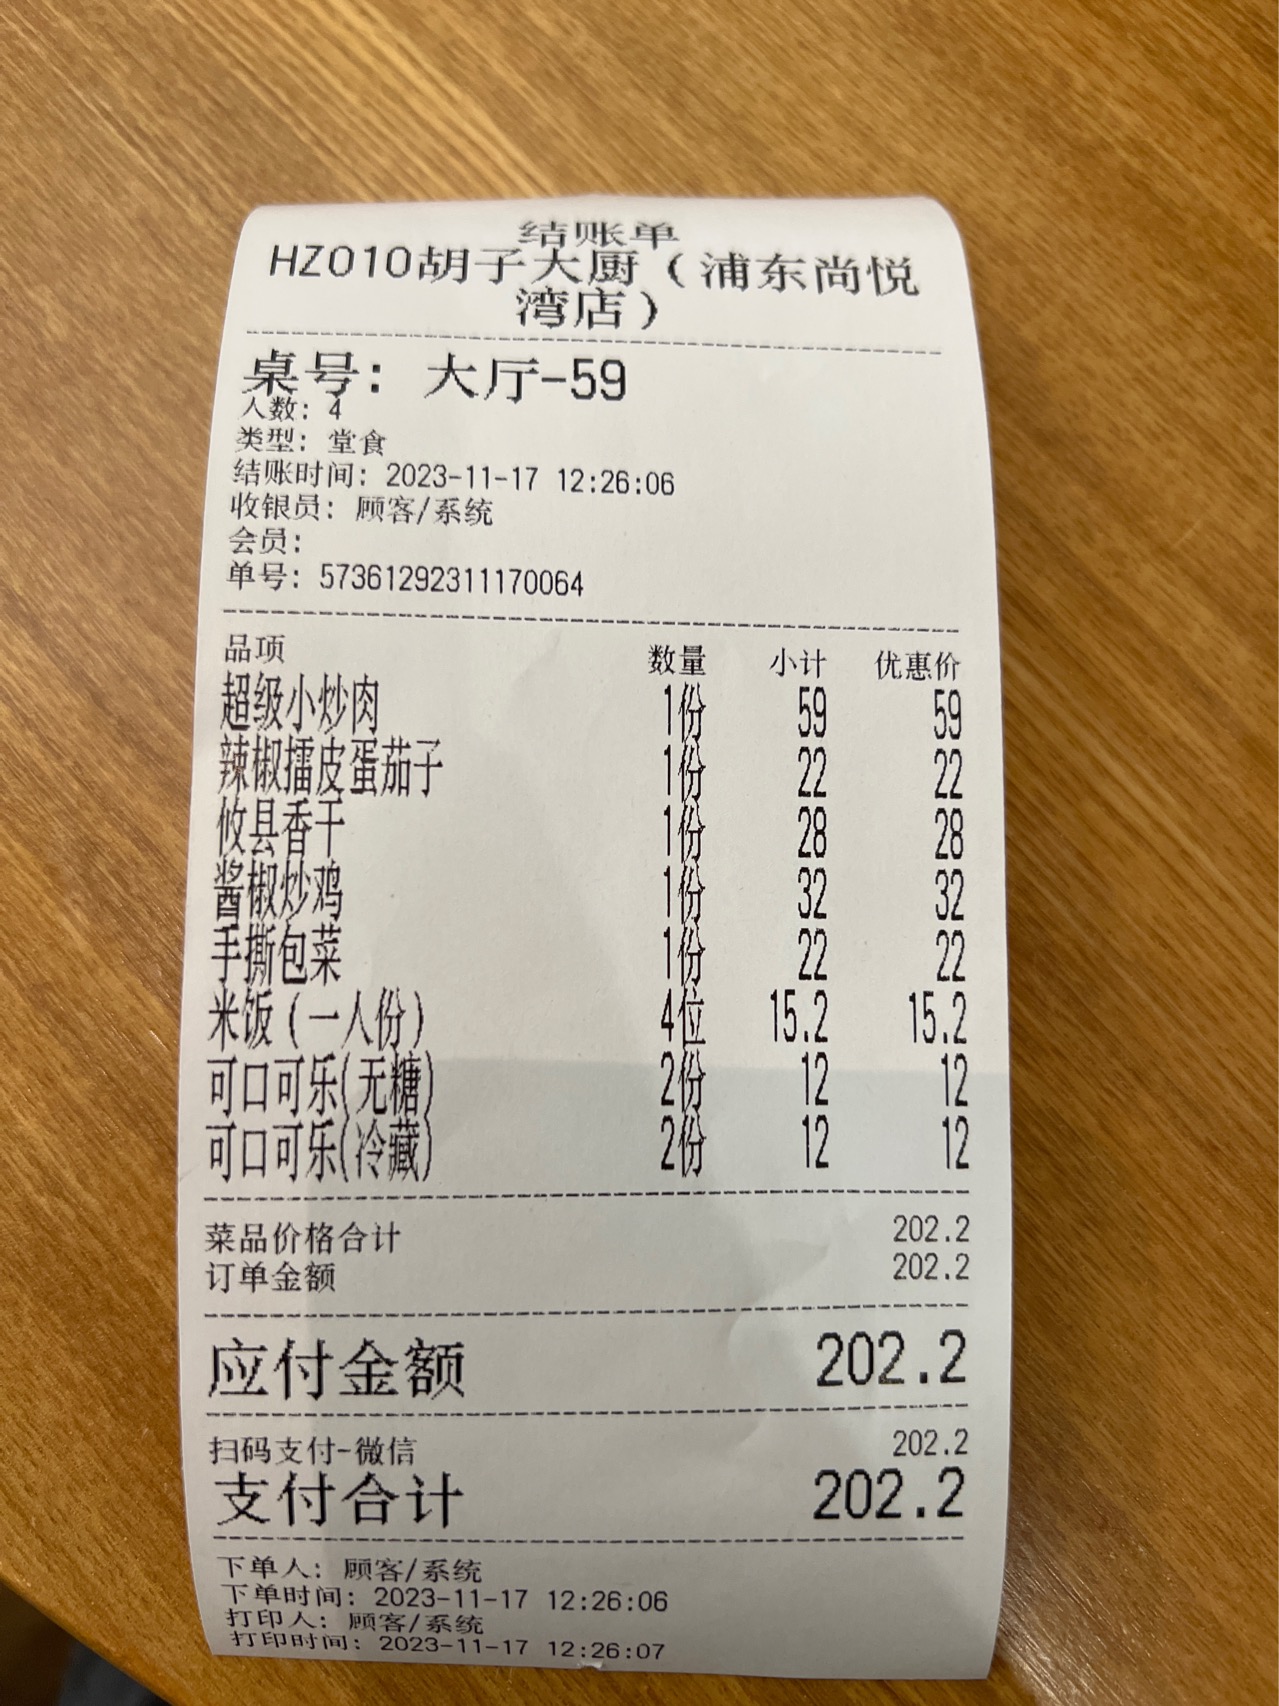 结账单
HZ010胡子大厨（浦东尚悦
湾店）
桌号： 大厅-59
人数： 4
类型： 堂食
结账时间： 2023-11-17 12:26:06
收银员： 顾客/系统
会员：
单号： 57361292311170064
品项 数量 小计 优惠价
超级小炒肉 1份 59 59
辣椒擂皮蛋茄子 1份 22 22
攸县香干 1份 28 28
酱椒炒鸡 1份 32 32
手撕包菜 1份 22 22
米饭（一人份） 4位 15.2 15.2
可口可乐(无糖) 2份 12 12
可口可乐(冷藏) 2份 12 12
菜品价格合计 202.2
订单金额 202.2
应付金额 202.2
扫码支付-微信 202.2
支付合计 202.2
下单人： 顾客/系统
下单时间： 2023-11-17 12:26:06
打印人： 顾客/系统
打印时间： 2023-11-17 12:26:07